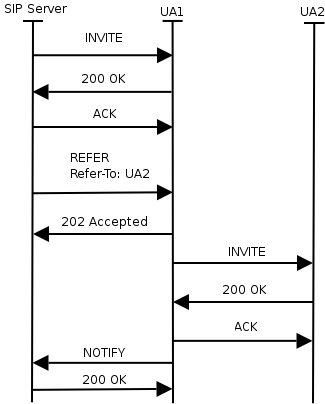 SIP Server
UA1
UA2
INVITE
200 OK
ACK
REFER
Refer-To: UA2
202 Accepted
INVITE
200 OK
ACK
NOTIFY
200 OK